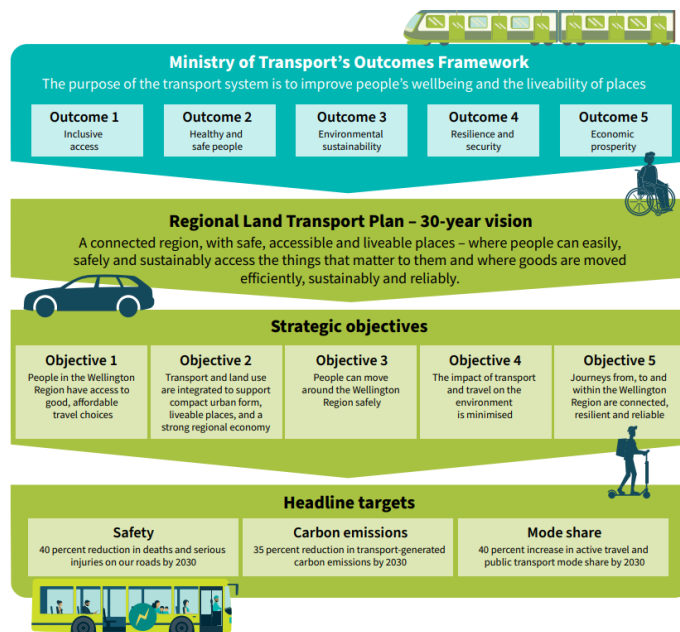 Ministry of Transport’s Outcomes Framework
The purpose of the transport system is to improve people’s wellbeing and the liveability of places
Outcome 1
Inclusive
access
Outcome 2
Healthy and
safe people
Outcome 3
Environmental
sustainability
Outcome 4
Resilience and
security
Outcome 5
Economic
prosperity
Regional Land Transport Plan – 30-year vision
A connected region, with safe, accessible and liveable places – where people can easily,
safely and sustainably access the things that matter to them and where goods are moved
efficiently, sustainably and reliably.
Strategic objectives
Objective 1
People in the Wellington
Region have access to
good, affordable
travel choices
Objective 2
Transport and land use
are integrated to support
compact urban form,
liveable places, and a
strong regional economy
Objective 3
People can move
around the Wellington
Region safely
Objective 4
The impact of transport
and travel on the
environment
is minimised
Objective 5
Journeys from, to and
within the Wellington
Region are connected,
resilient and reliable
Headline targets
Safety
40 percent reduction in deaths and serious
injuries on our roads by 2030
Carbon emissions
35 percent reduction in transport-generated
carbon emissions by 2030
Mode share
40 percent increase in active travel and
public transport mode share by 2030